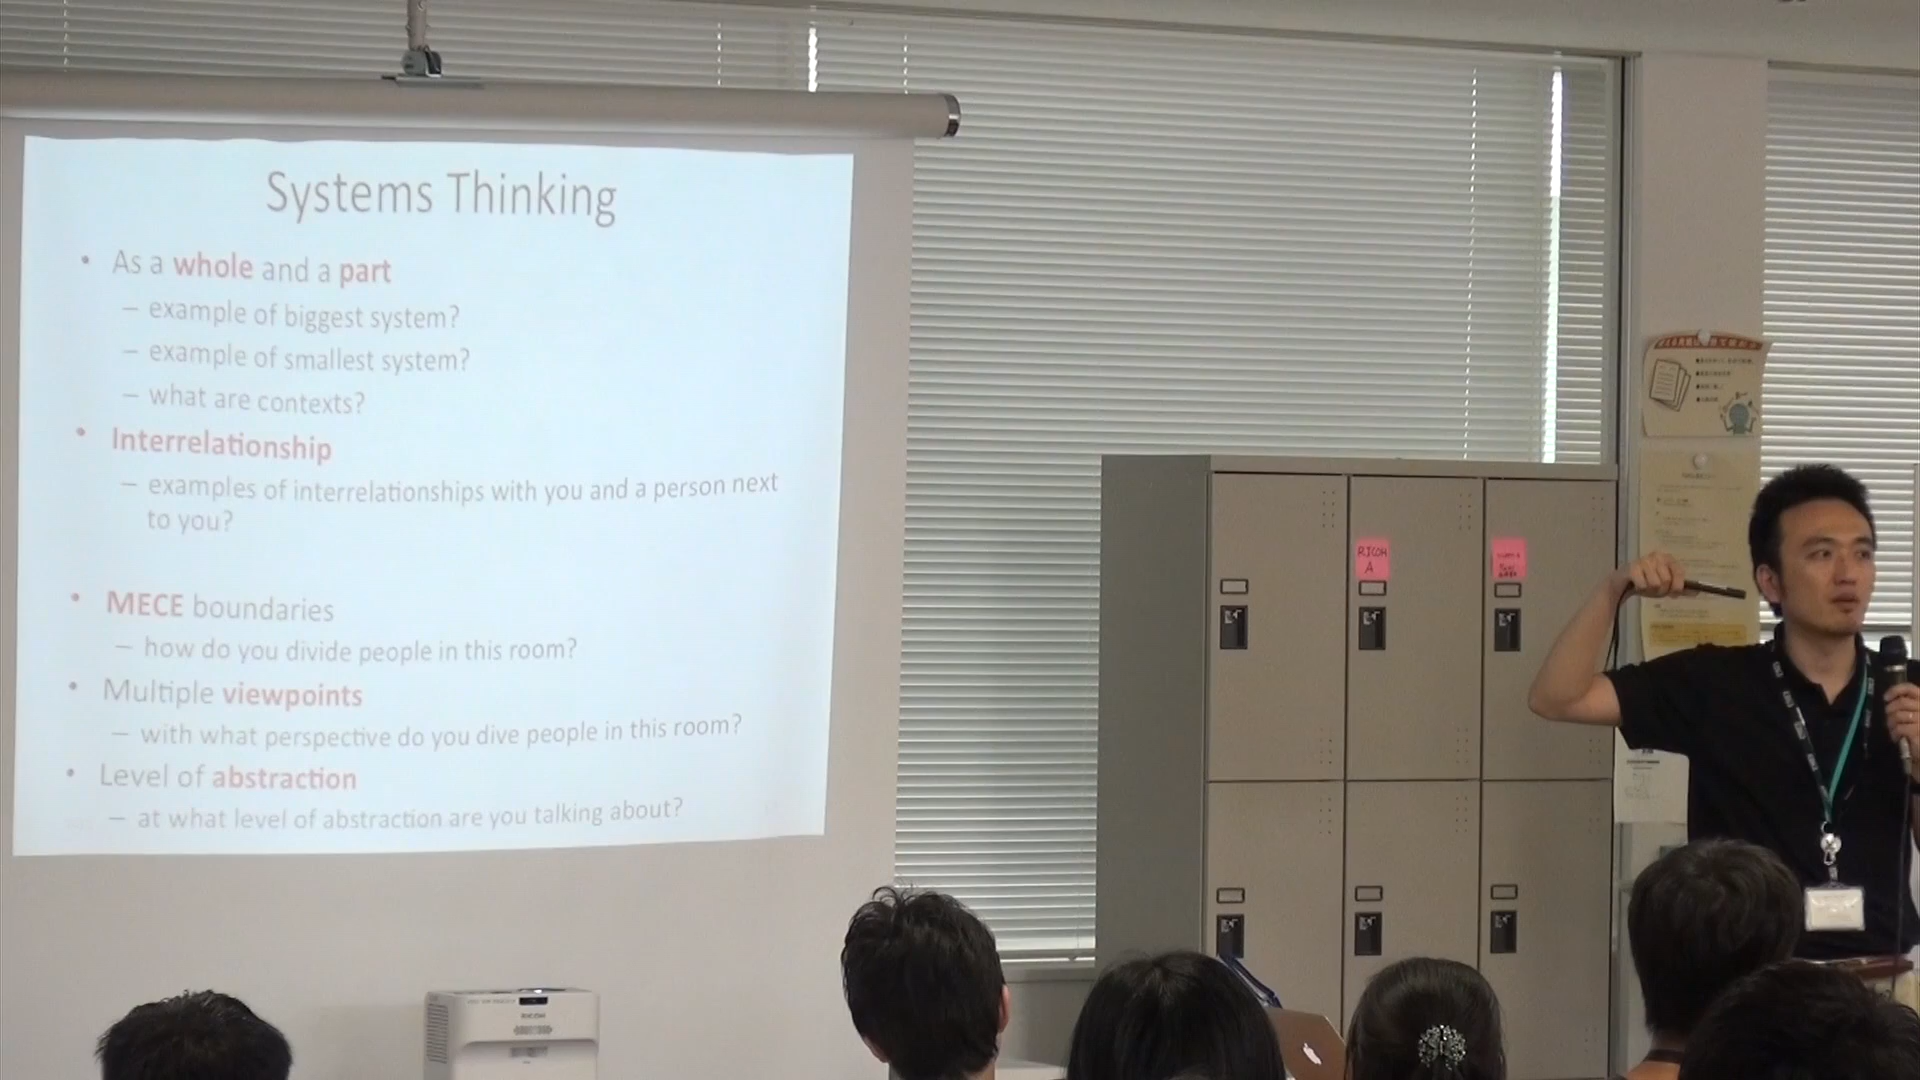 Systems Thinking
• As a whole and a part
– example of biggest system?
– example of smallest system?
– what are contexts?
• Interrelationship
– examples of interrelationships with you and a person next
to you?
• MECE boundaries
– how do you divide people in this room?
• Multiple viewpoints
– with what perspective do you dive people in this room?
• Level of abstraction
– at what level of abstraction are you talking about?
RICOH
A
RICOH